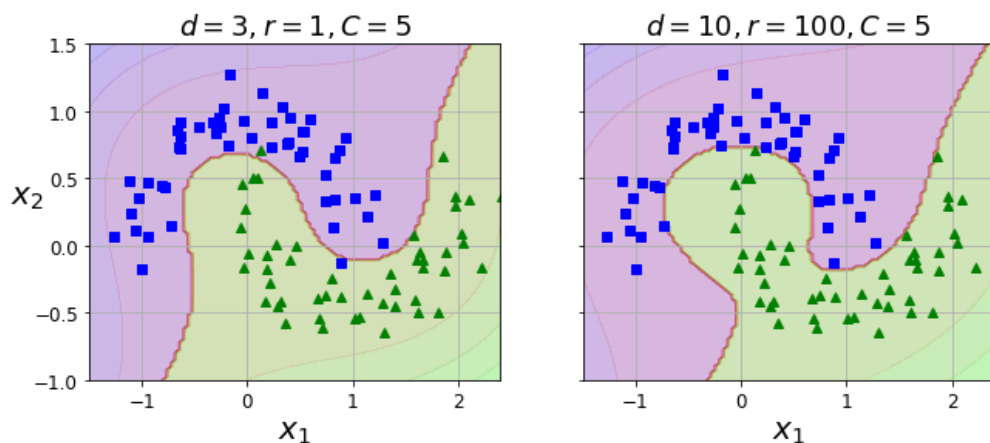 d = 3, r = 1, C = 5
d = 10, r = 100, C = 5
1.5
1.0
0.5
0.0
−0.5
−1.0
x₂
−1 0 1 2
−1 0 1 2
x₁
x₁